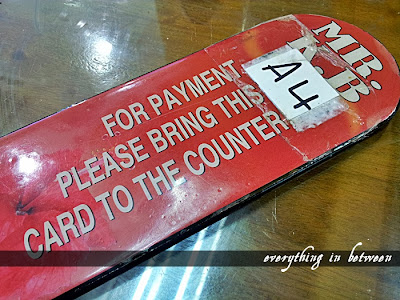 MR.
A4
FOR PAYMENT
PLEASE BRING THIS
CARD TO THE COUNTER
everything in between